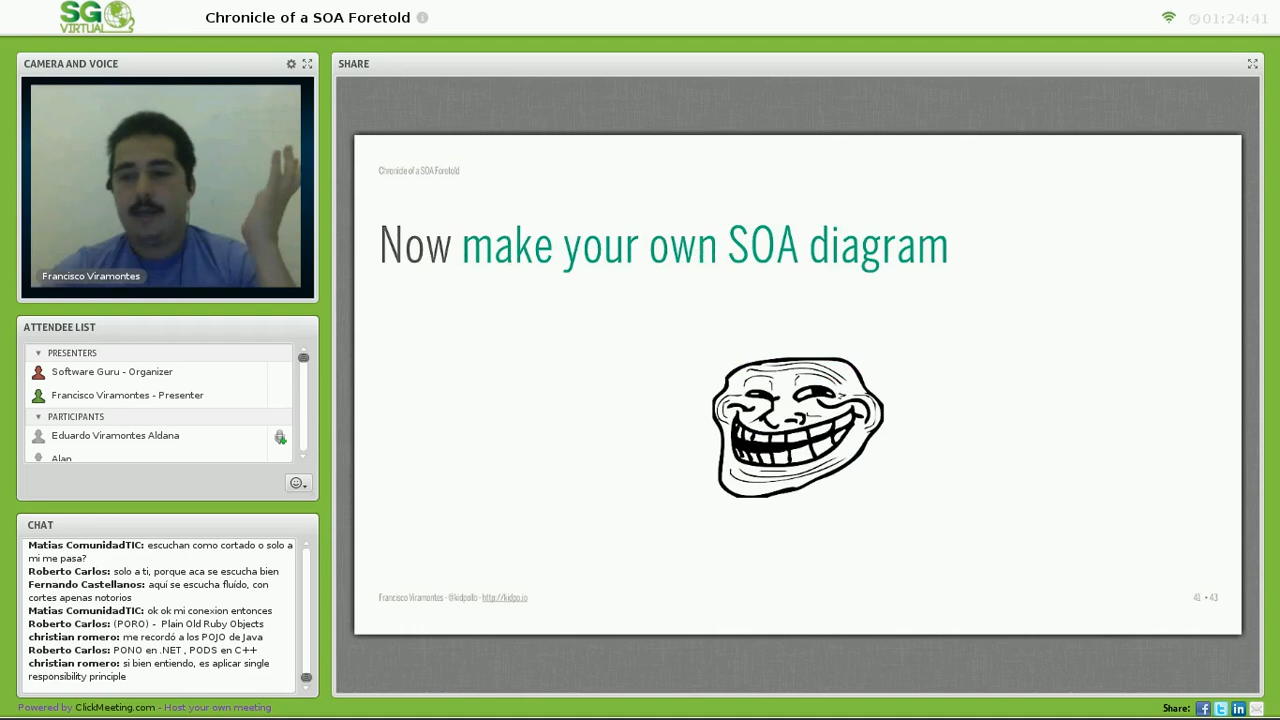 SG
VIRTUAL
Chronicle of a SOA Foretold
01:24:41
CAMERA AND VOICE
Francisco Viramontes
ATTENDEE LIST
PRESENTERS
Software Guru - Organizer
Francisco Viramontes - Presenter
PARTICIPANTS
Eduardo Viramontes Aldana
Alan
CHAT
Matias ComunidadTIC: escuchan como cortado o solo a
mi me pasa?
Roberto Carlos: solo a ti, porque aca se escucha bien
Fernando Castellanos: aquí se escucha fluído, con
cortes apenas notorios
Matias ComunidadTIC: ok ok mi conexion entonces
Roberto Carlos: (PORO) - Plain Old Ruby Objects
christian romero: me recordó a los POJO de Java
Roberto Carlos: PONO en .NET , PODS en C++
christian romero: si bien entiendo, es aplicar single
responsibility principle
SHARE
Chronicle of a SOA Foretold
Now make your own SOA diagram
Francisco Viramontes - @kidpollo - http://kidpo.io
41 • 43
Powered by ClickMeeting.com - Host your own meeting
Share: